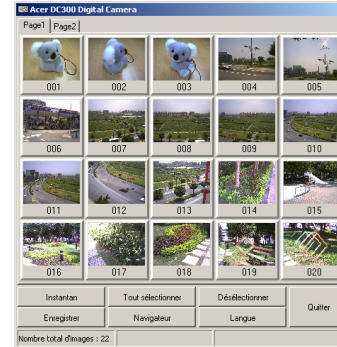 Acer DC300 Digital Camera
Page1 Page2
001 002 003 004 005
006 007 008 009 010
011 012 013 014 015
016 017 018 019 020
Instantan Tout sélectionner Désélectionner
Quitter
Enregistrer Navigateur Langue
Nombre total d'images : 22